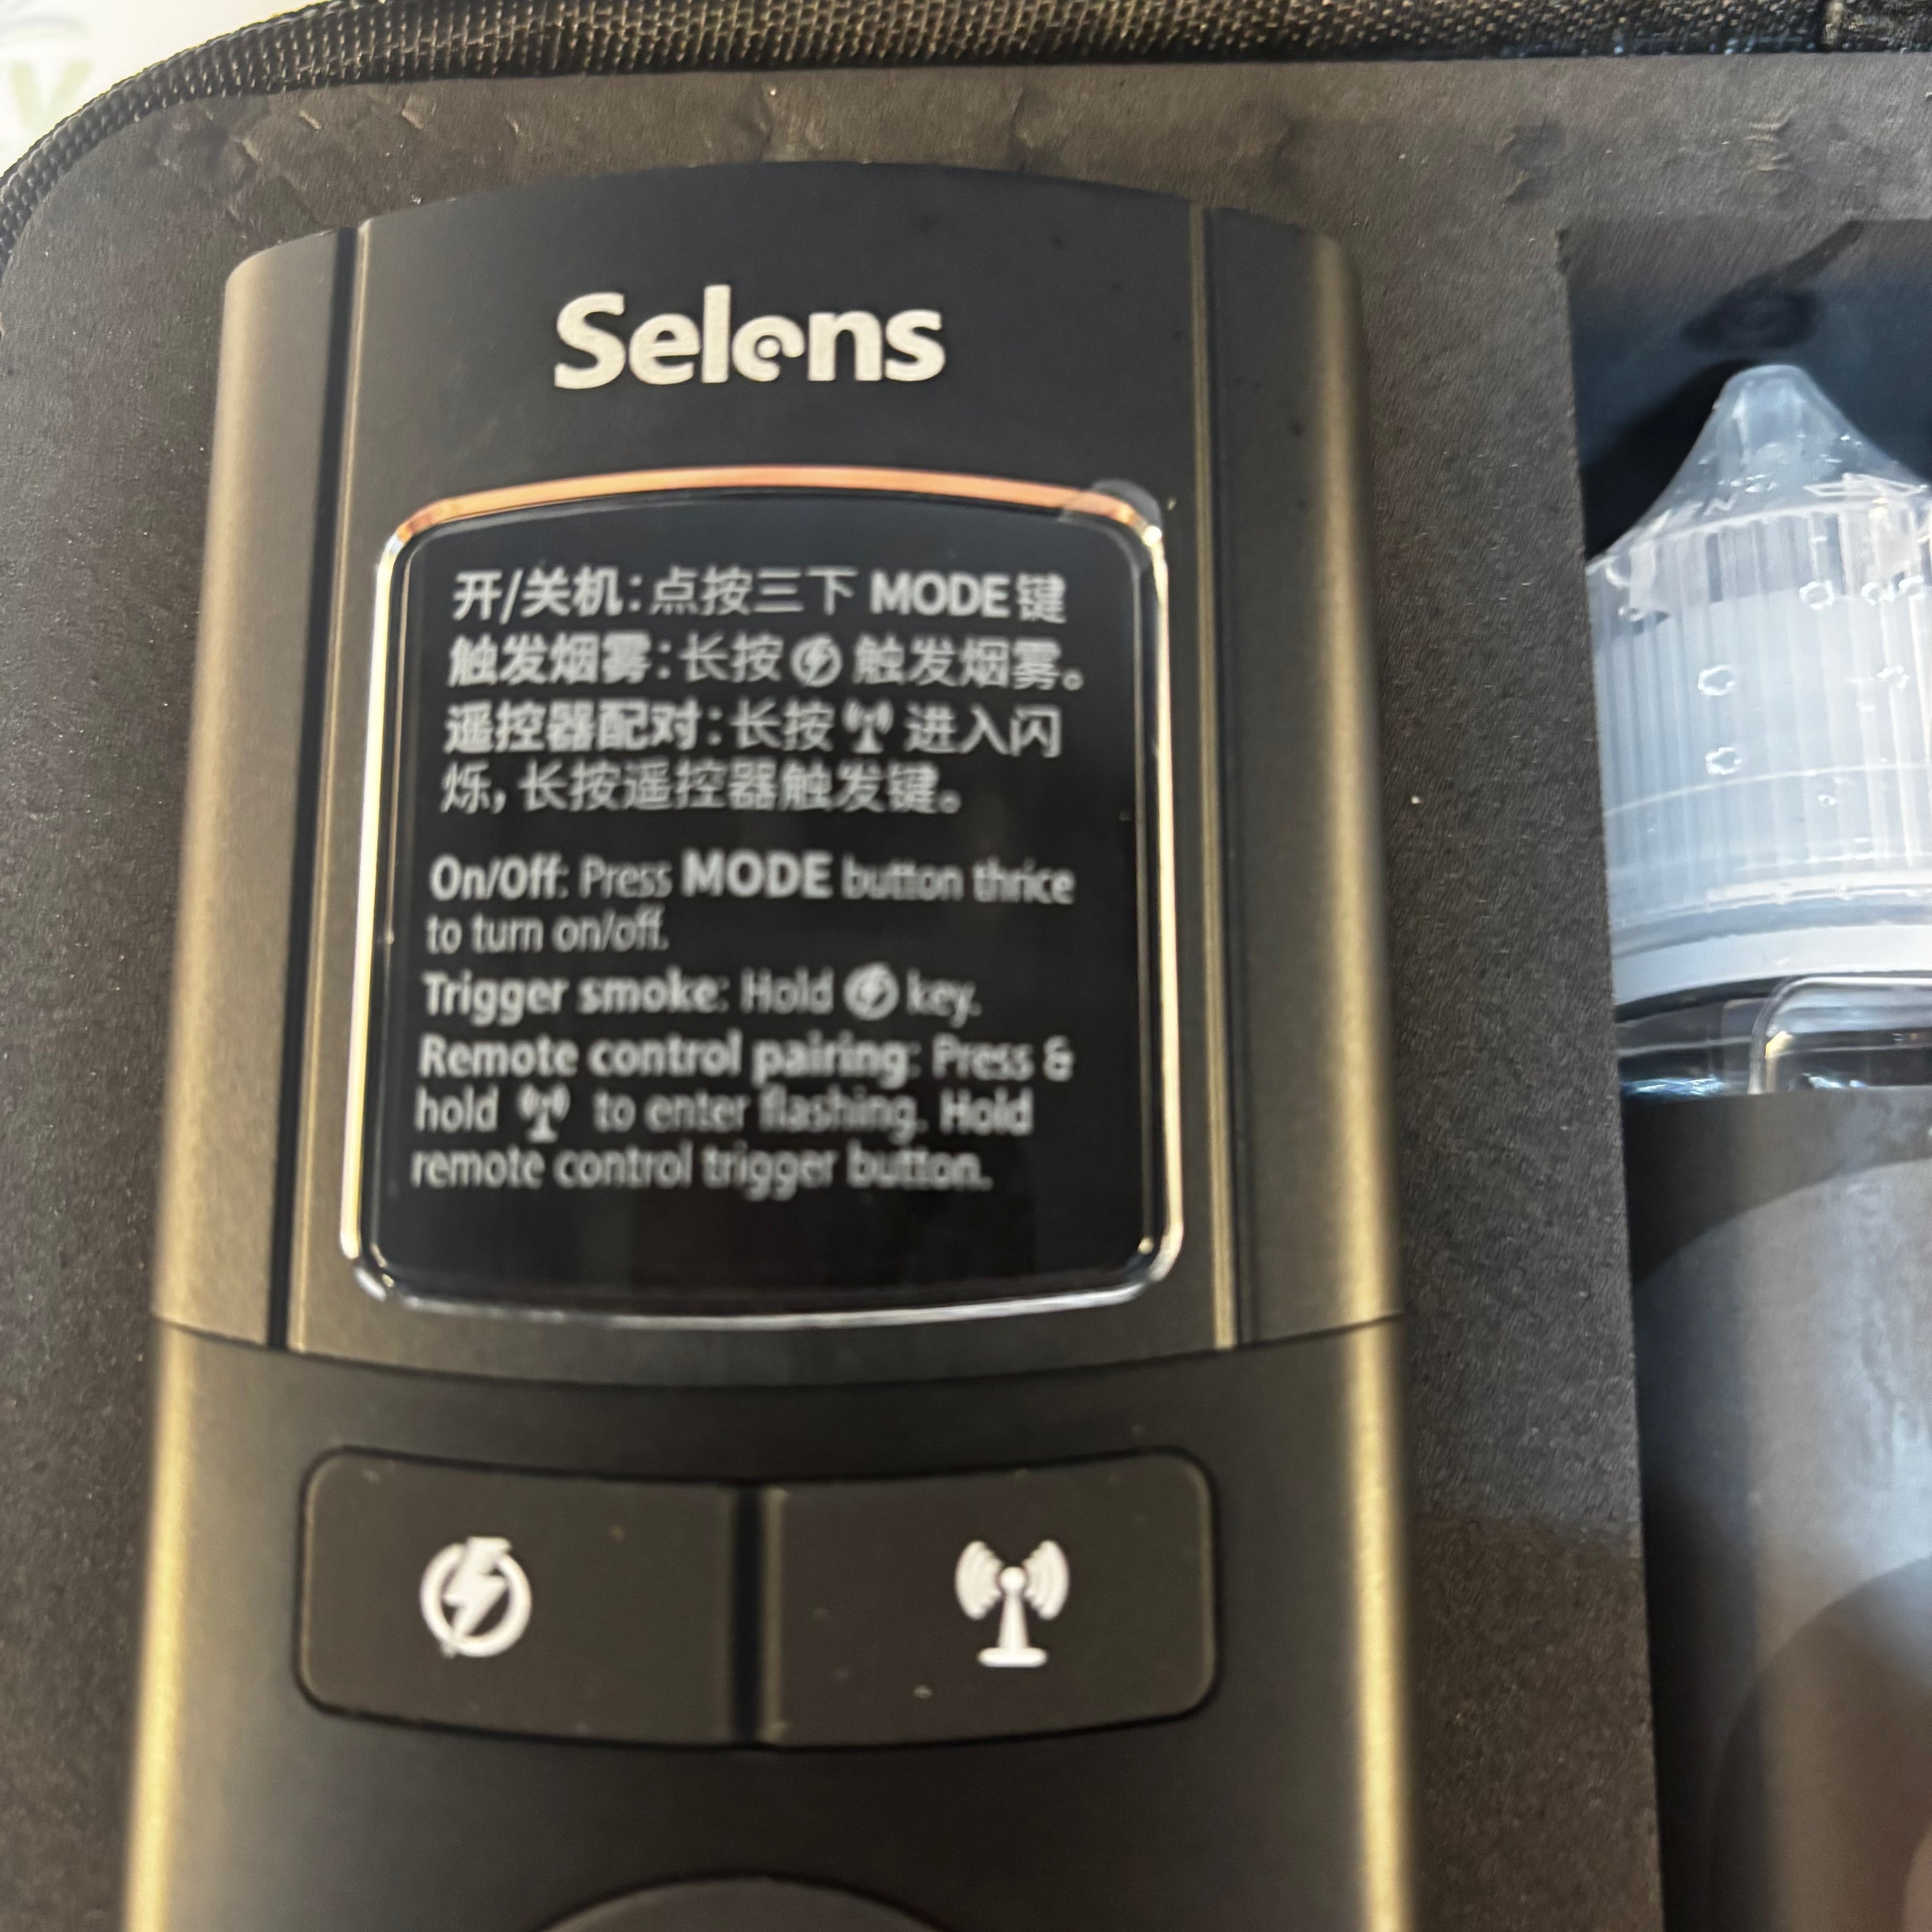 Selens
开/关机：点按三下 MODE键
触发烟雾：长按 触发烟雾。
遥控器配对：长按 进入闪
烁，长按遥控器触发键。
On/Off: Press MODE button thrice
to turn on/off.
Trigger smoke: Hold key.
Remote control pairing: Press &
hold to enter flashing. Hold
remote control trigger button.